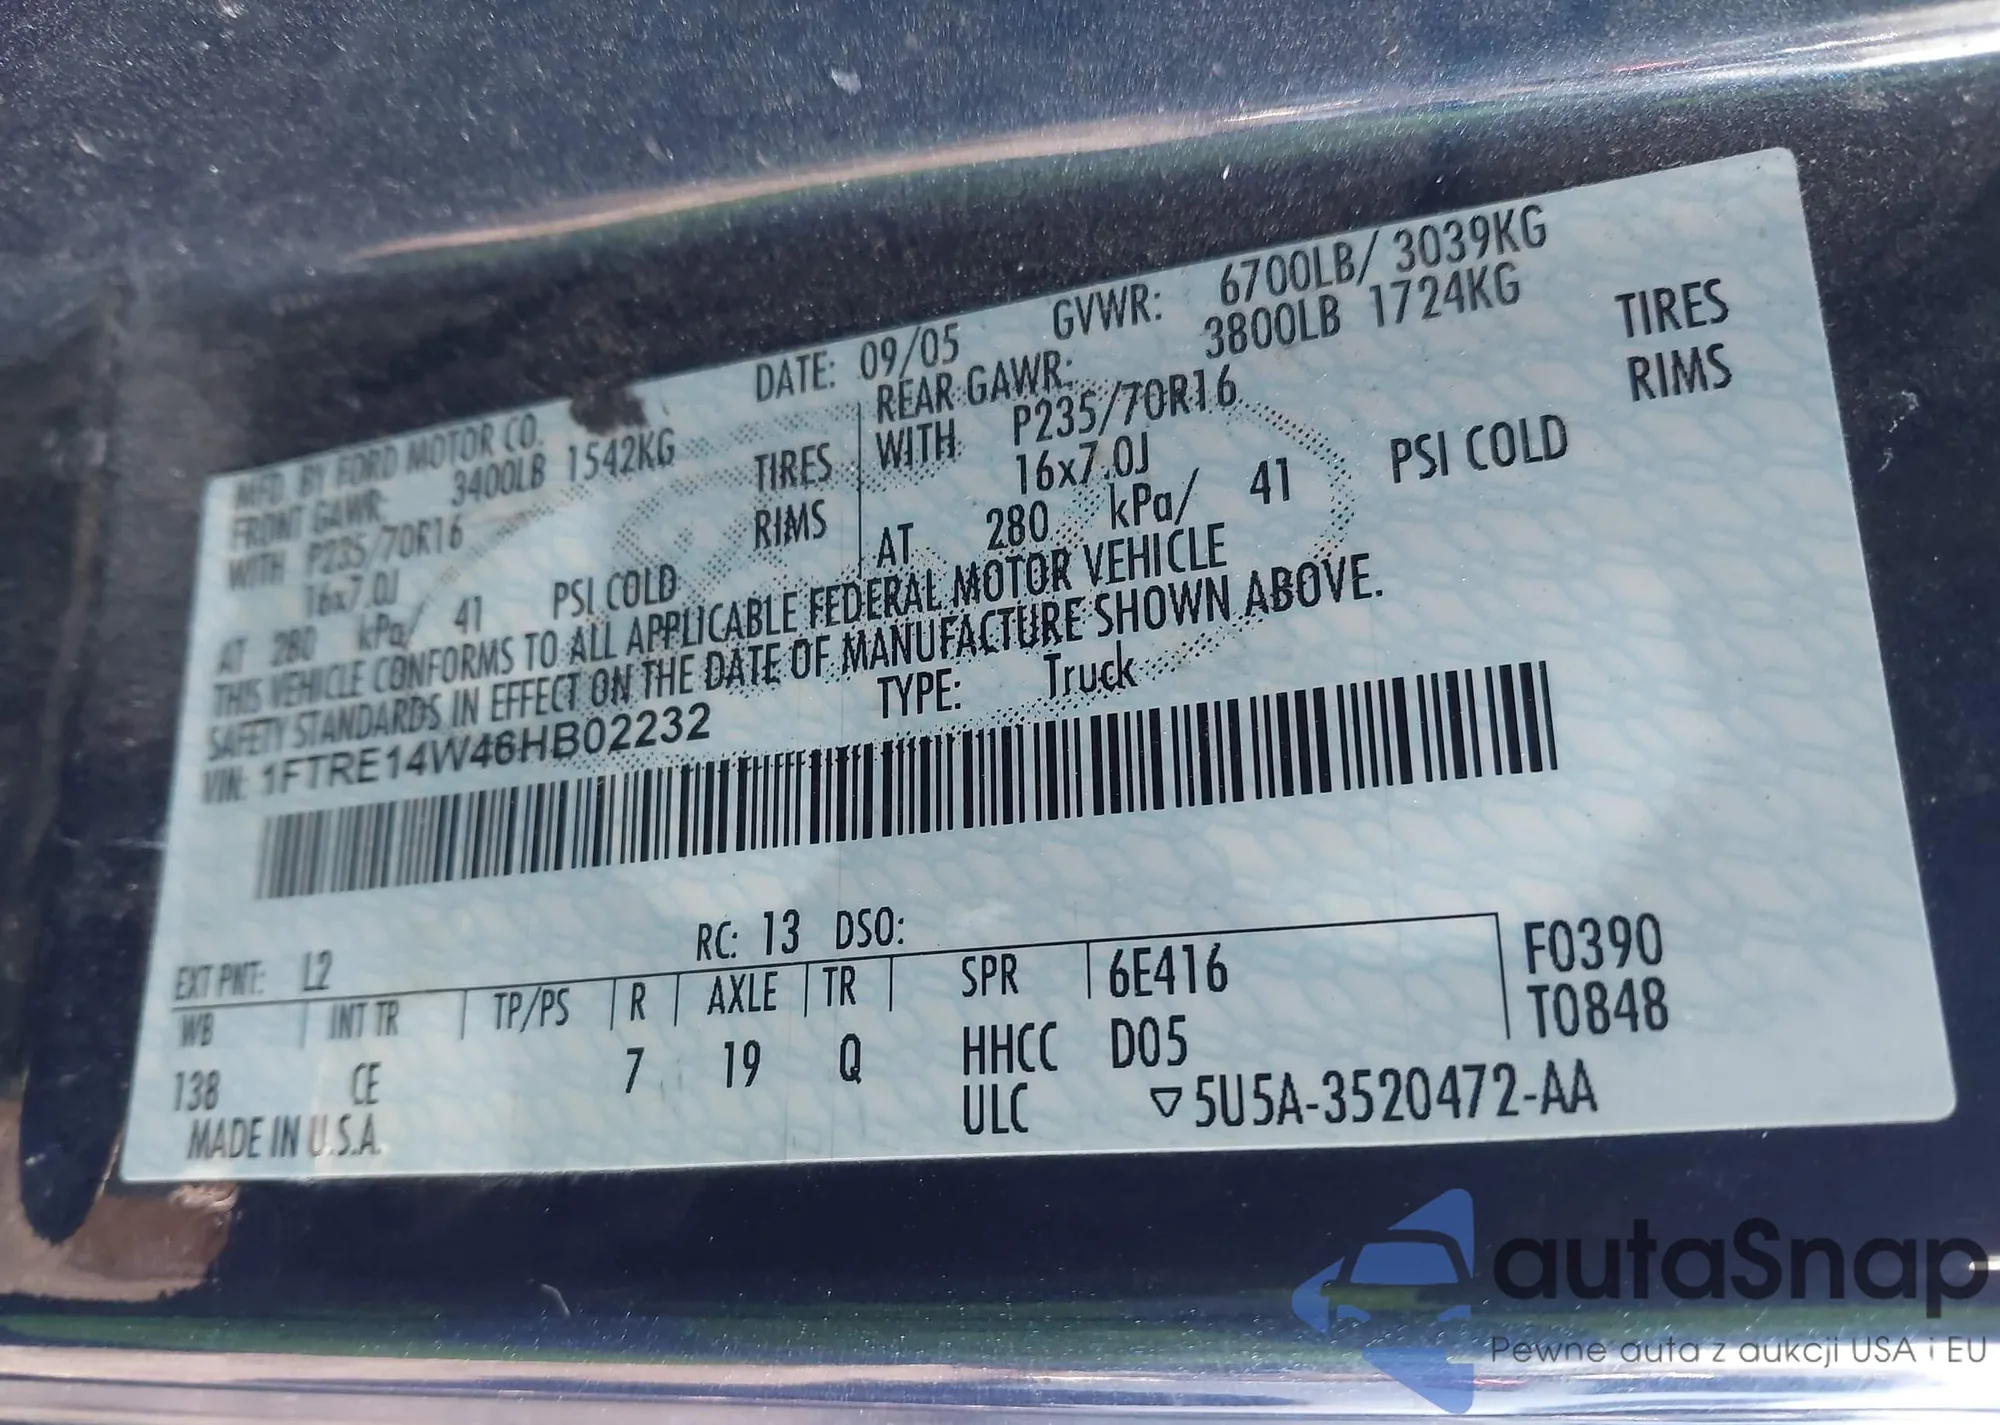 MFD. BY FORD MOTOR CO. DATE: 09/05 GVWR: 6700LB/ 3039KG
FRONT GAWR: 3400LB 1542KG REAR GAWR: 3800LB 1724KG
WITH P235/70R16 TIRES WITH P235/70R16 TIRES
16x7.0J RIMS 16x7.0J RIMS
AT 280 kPa/ 41 PSI COLD AT 280 kPa/ 41 PSI COLD
THIS VEHICLE CONFORMS TO ALL APPLICABLE FEDERAL MOTOR VEHICLE
SAFETY STANDARDS IN EFFECT ON THE DATE OF MANUFACTURE SHOWN ABOVE.
VIN: 1FTRE14W46HB02232 TYPE: Truck
EXT PNT: L2 RC: 13 DSO:
WB INT TR TP/PS R AXLE TR SPR 6E416 F0390
138 CE 7 19 Q HHCC D05 T0848
MADE IN U.S.A. ULC ▽5U5A-3520472-AA
autaSnap
Pewne auta z aukcji USA i EU